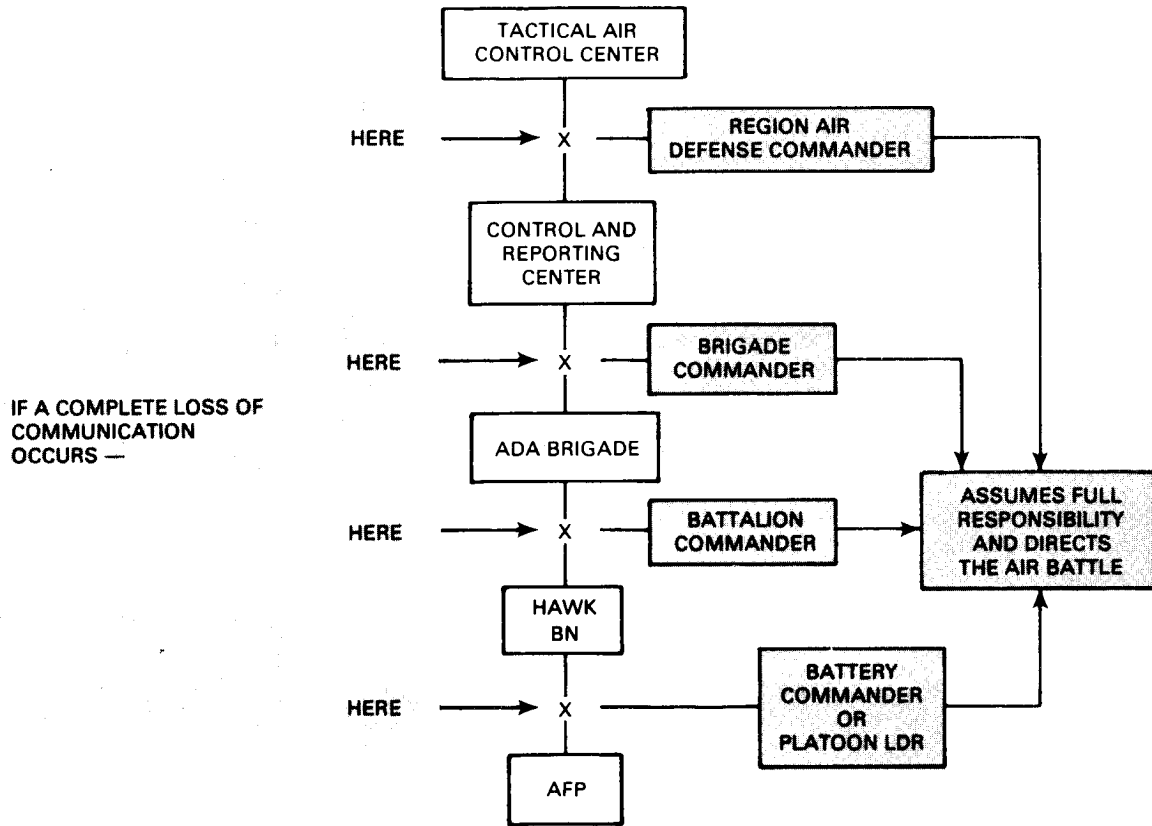 TACTICAL AIR
CONTROL CENTER
HERE
X
REGION AIR
DEFENSE COMMANDER
CONTROL AND
REPORTING
CENTER
HERE
X
BRIGADE
COMMANDER
IF A COMPLETE LOSS OF
COMMUNICATION
OCCURS —
ADA BRIGADE
ASSUMES FULL
RESPONSIBILITY
AND DIRECTS
THE AIR BATTLE
HERE
X
BATTALION
COMMANDER
HAWK
BN
HERE
X
BATTERY
COMMANDER
OR
PLATOON LDR
AFP